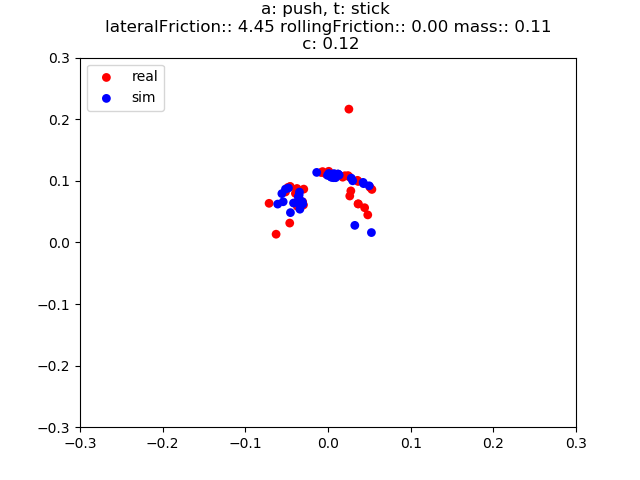 a: push, t: stick
lateralFriction:: 4.45 rollingFriction:: 0.00 mass:: 0.11
c: 0.12
real
sim
0.3
0.2
0.1
0.0
−0.1
−0.2
−0.3
−0.3 −0.2 −0.1 0.0 0.1 0.2 0.3